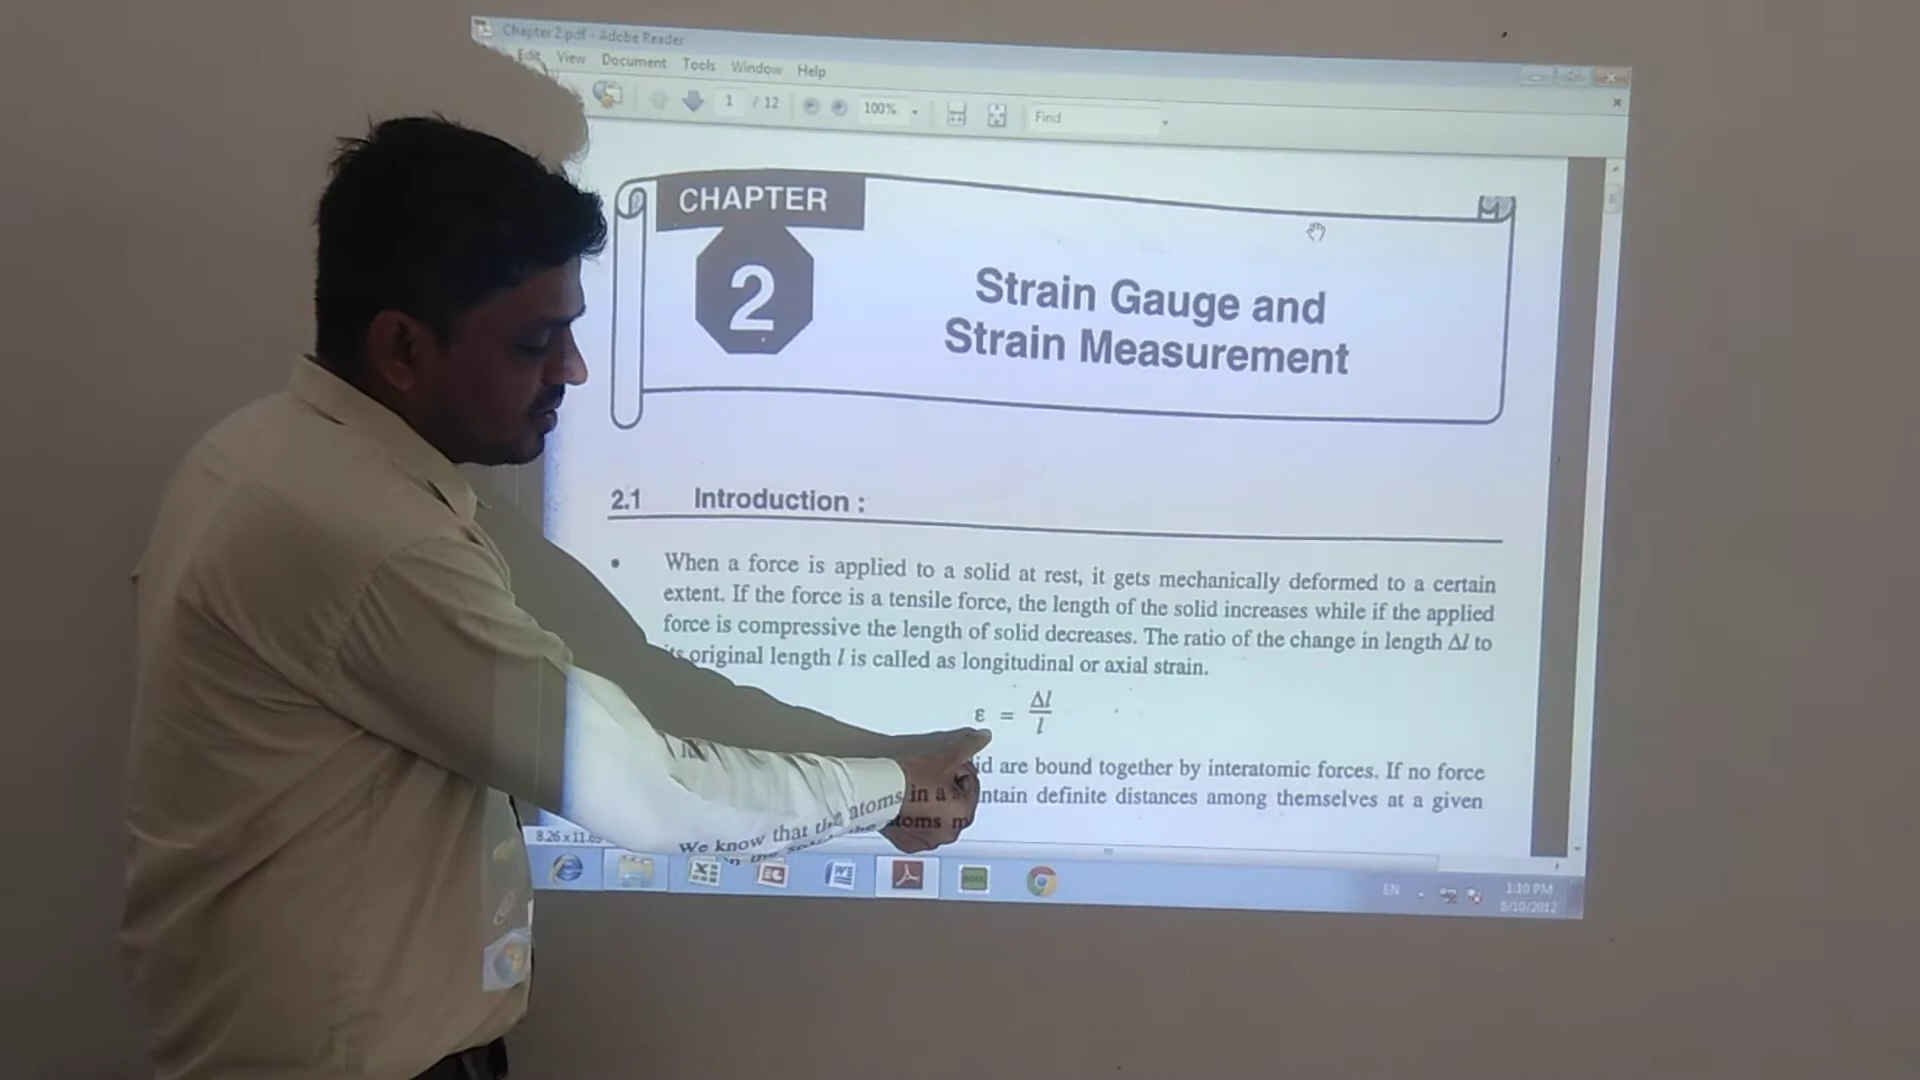 Chapter 2.pdf - Adobe Reader
Edit View Document Tools Window Help
1 / 12 100% Find
CHAPTER
2
Strain Gauge and
Strain Measurement
2.1 Introduction :
• When a force is applied to a solid at rest, it gets mechanically deformed to a certain
extent. If the force is a tensile force, the length of the solid increases while if the applied
force is compressive the length of solid decreases. The ratio of the change in length Δl to
its original length l is called as longitudinal or axial strain.
ε = Δl / l
We know that the atoms in a are bound together by interatomic forces. If no force
definite distances among themselves at a given
8.26 x 11.69
EN 1:10 PM
8/10/2012